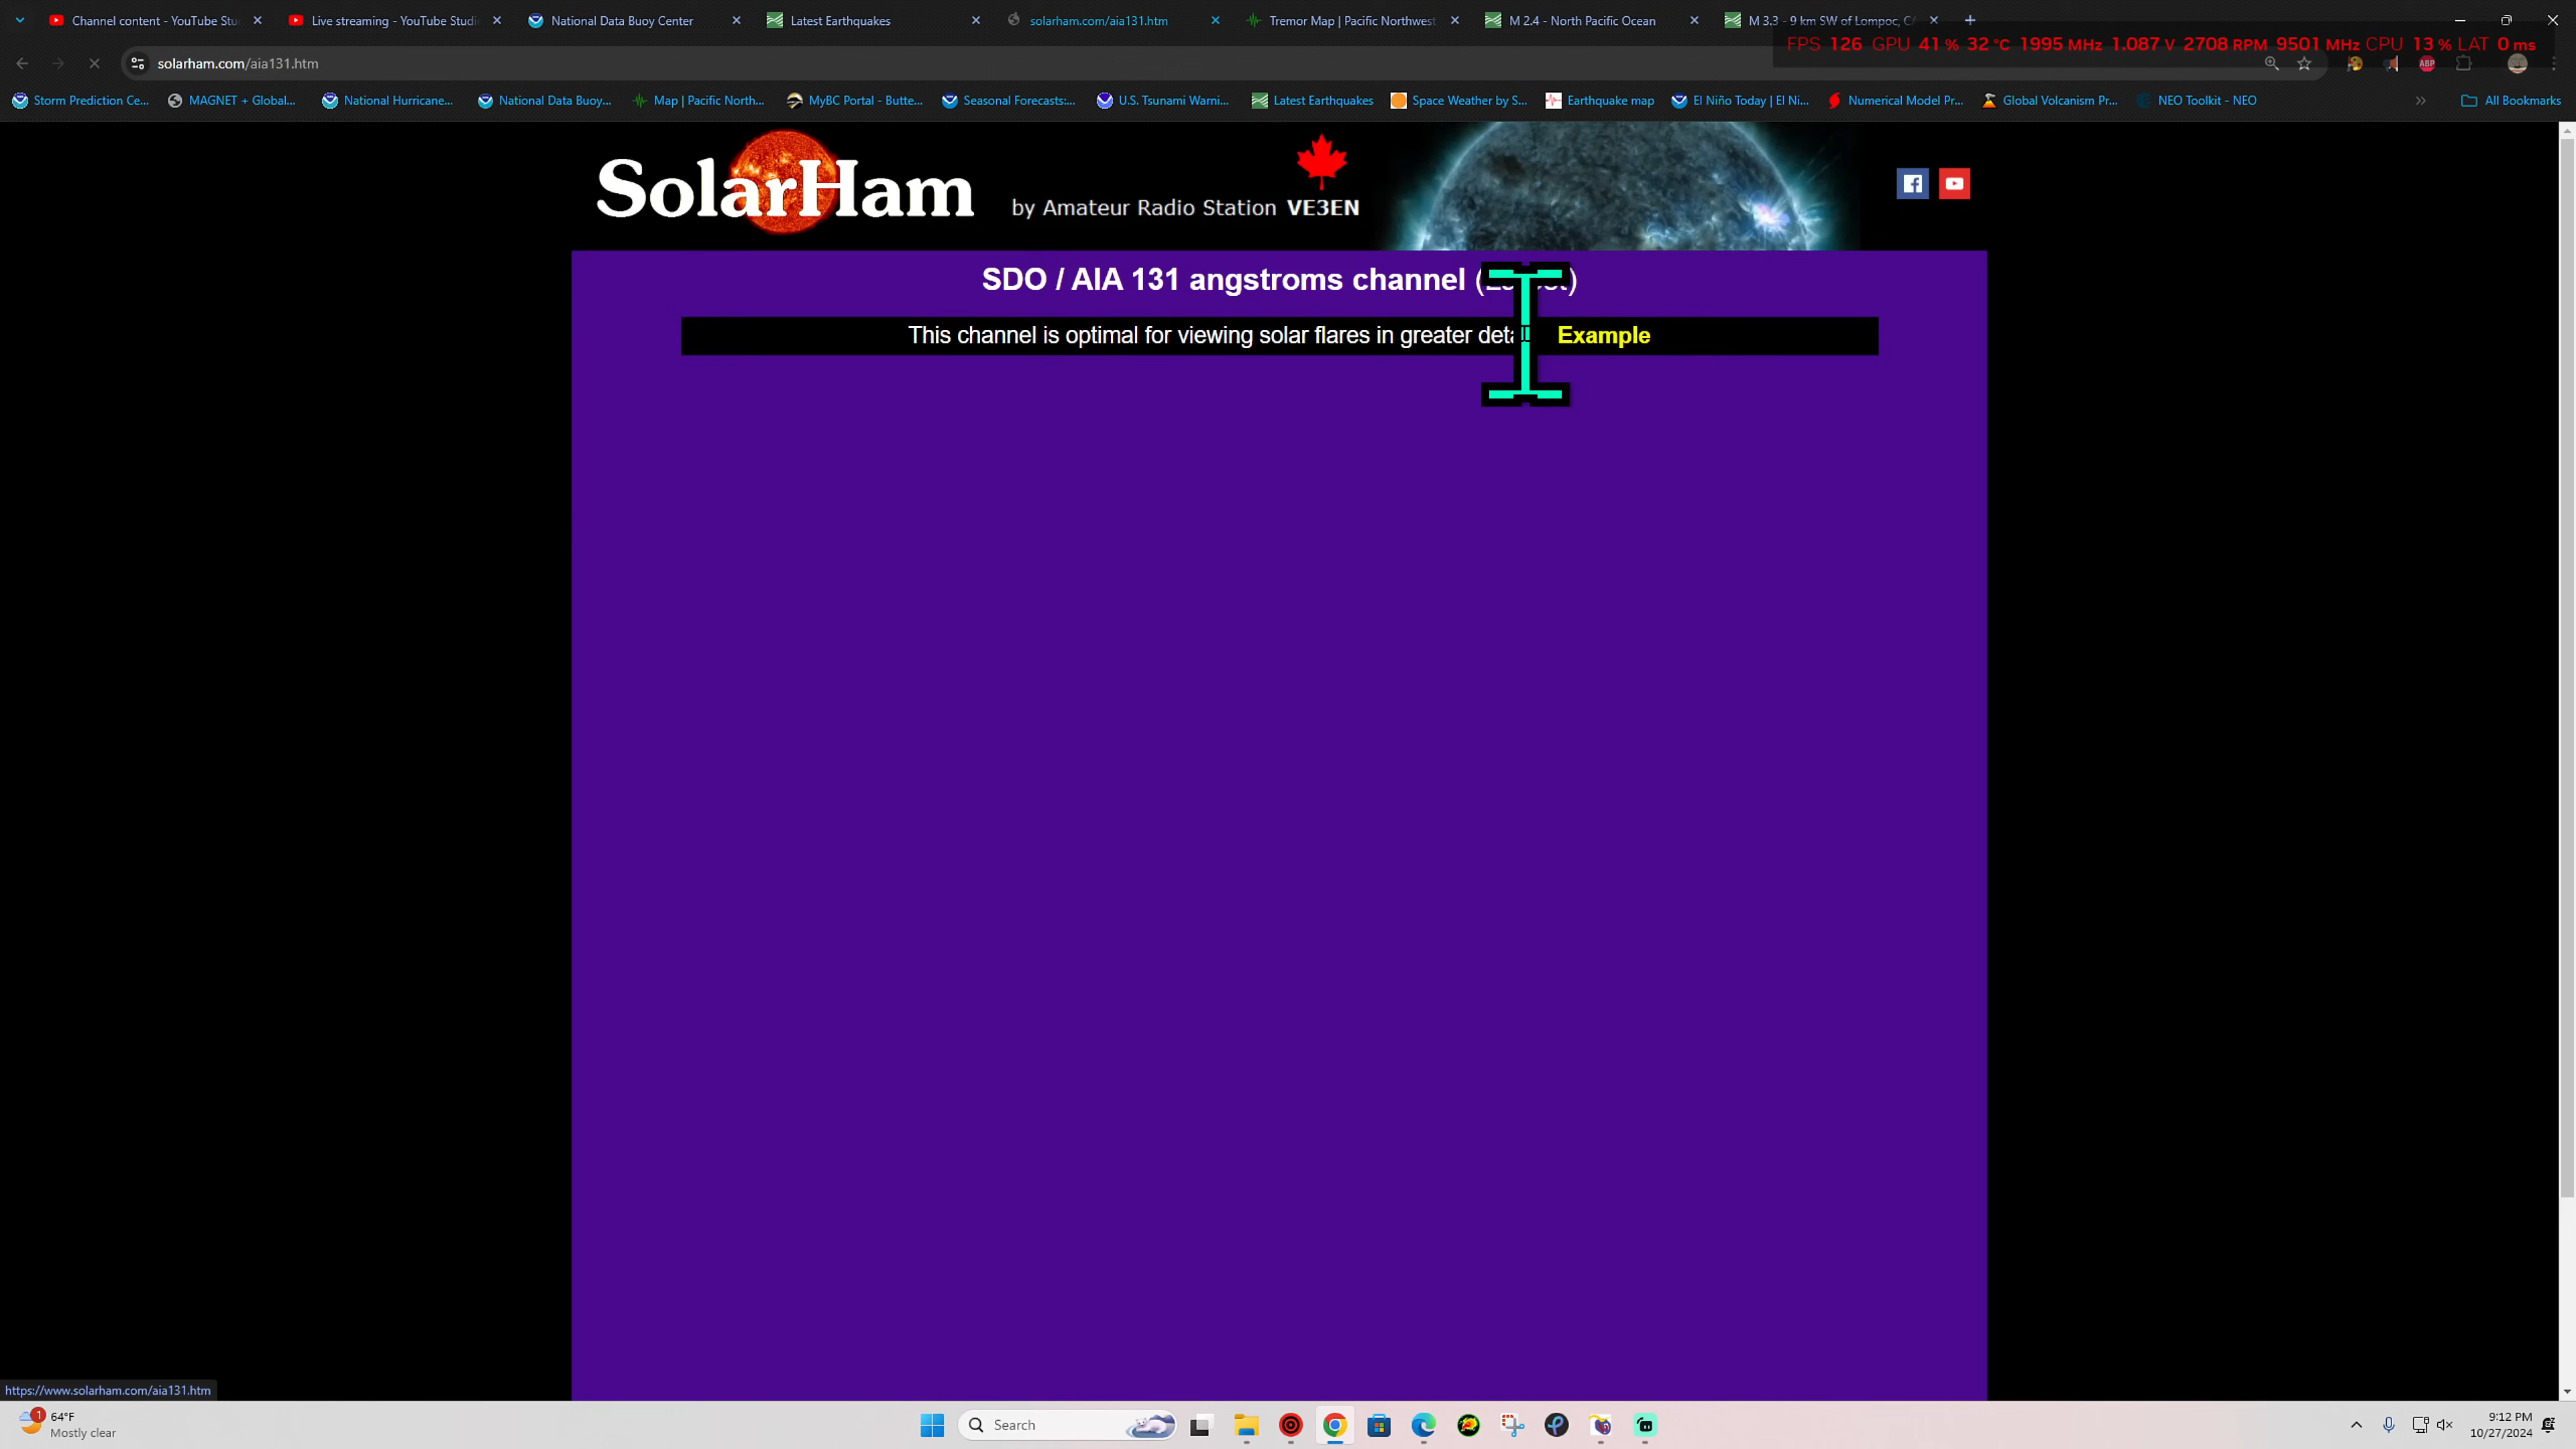 Channel content - YouTube Stu
Live streaming - YouTube Studi
National Data Buoy Center
Latest Earthquakes
solarham.com/aia131.htm
Tremor Map | Pacific Northwest
M 2.4 - North Pacific Ocean
M 3.3 - 9 km SW of Lompoc, CA
FPS 126 GPU 41 % 32 °C 1995 MHz 1.087 V 2708 RPM 9501 MHz CPU 13 % LAT 0 ms
solarham.com/aia131.htm
ABP
Storm Prediction Ce...
MAGNET + Global...
National Hurricane...
National Data Buoy...
Map | Pacific North...
MyBC Portal - Butte...
Seasonal Forecasts:...
U.S. Tsunami Warni...
Latest Earthquakes
Space Weather by S...
Earthquake map
El Niño Today | El Ni...
Numerical Model Pr...
Global Volcanism Pr...
NEO Toolkit - NEO
All Bookmarks
SolarHam
by Amateur Radio Station VE3EN
SDO / AIA 131 angstroms channel
This channel is optimal for viewing solar flares in greater Example
https://www.solarham.com/aia131.htm
1
64°F
Mostly clear
Search
9:12 PM
10/27/2024